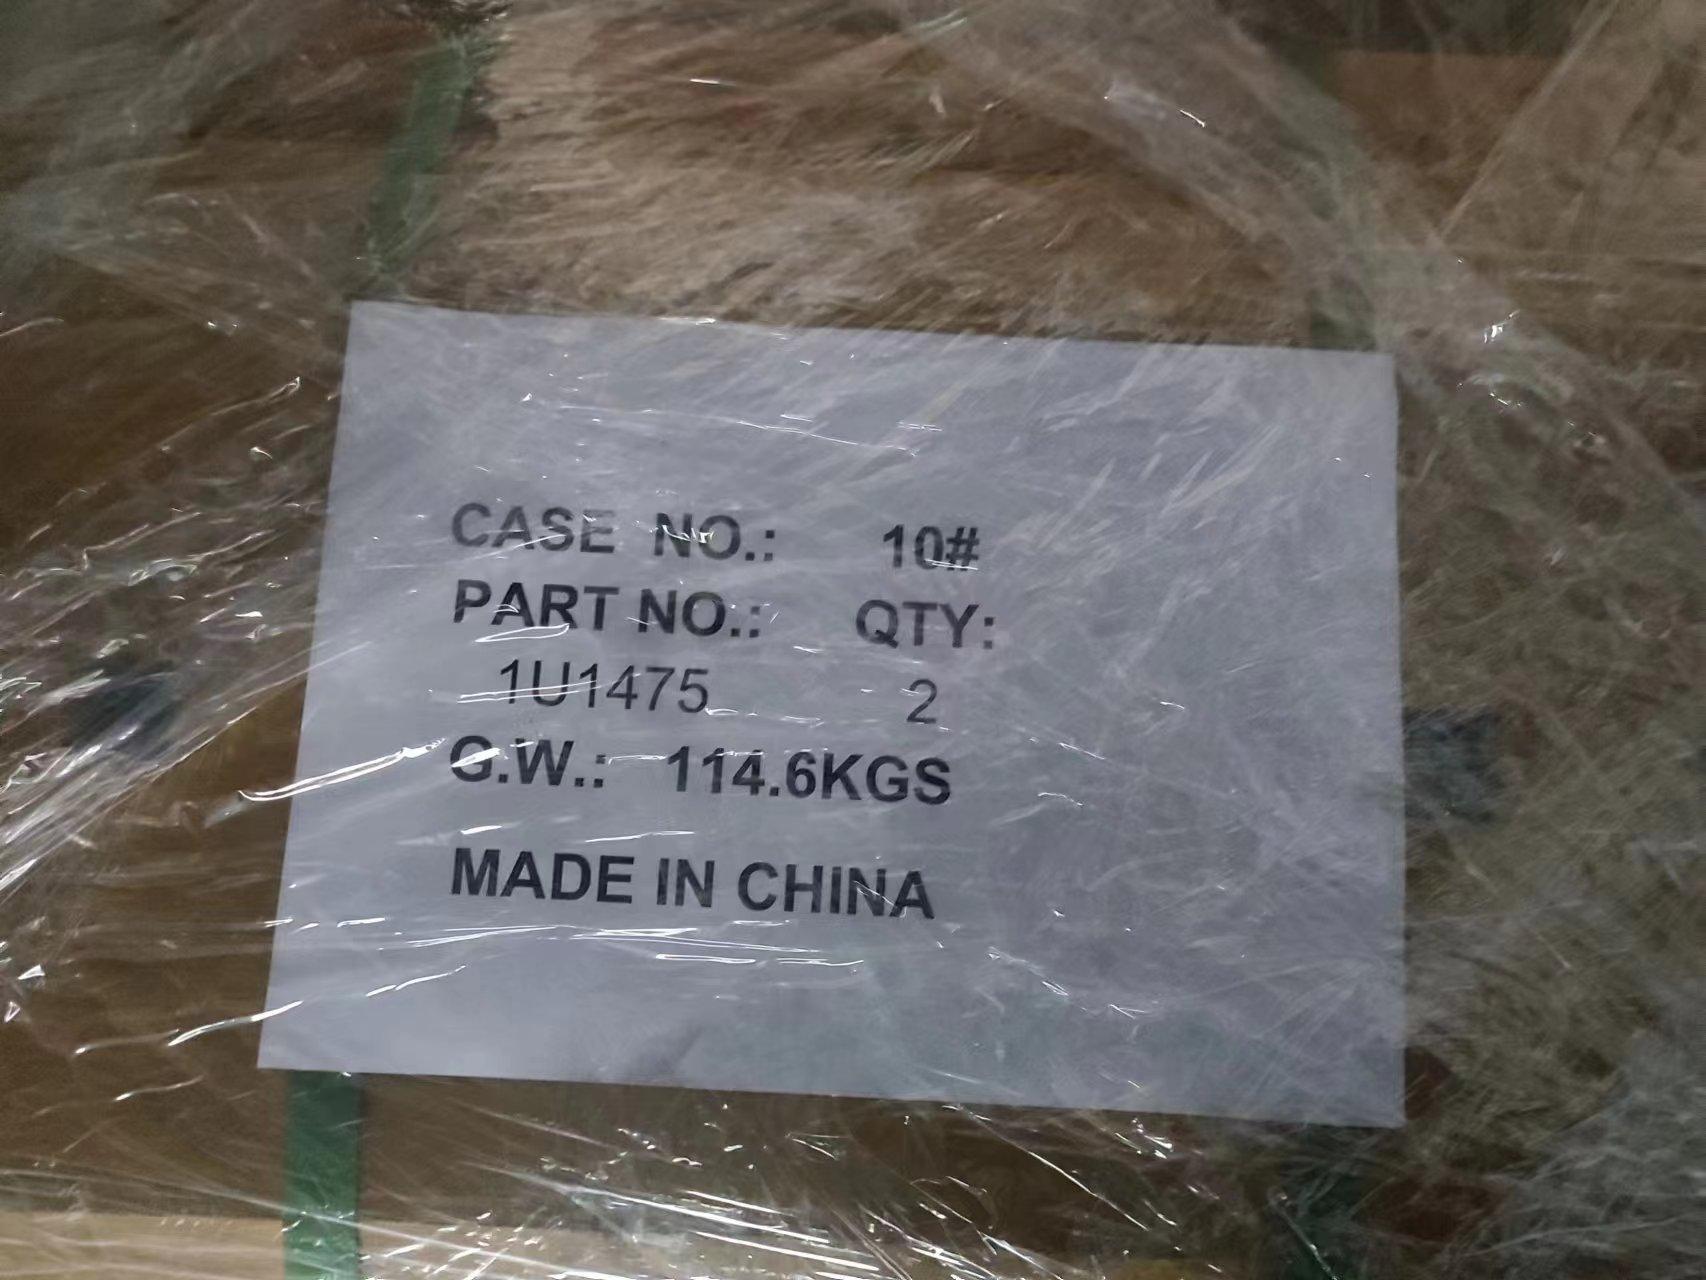 CASE NO.: 10#
PART NO.: QTY:
1U1475 2
G.W.: 114.6KGS
MADE IN CHINA